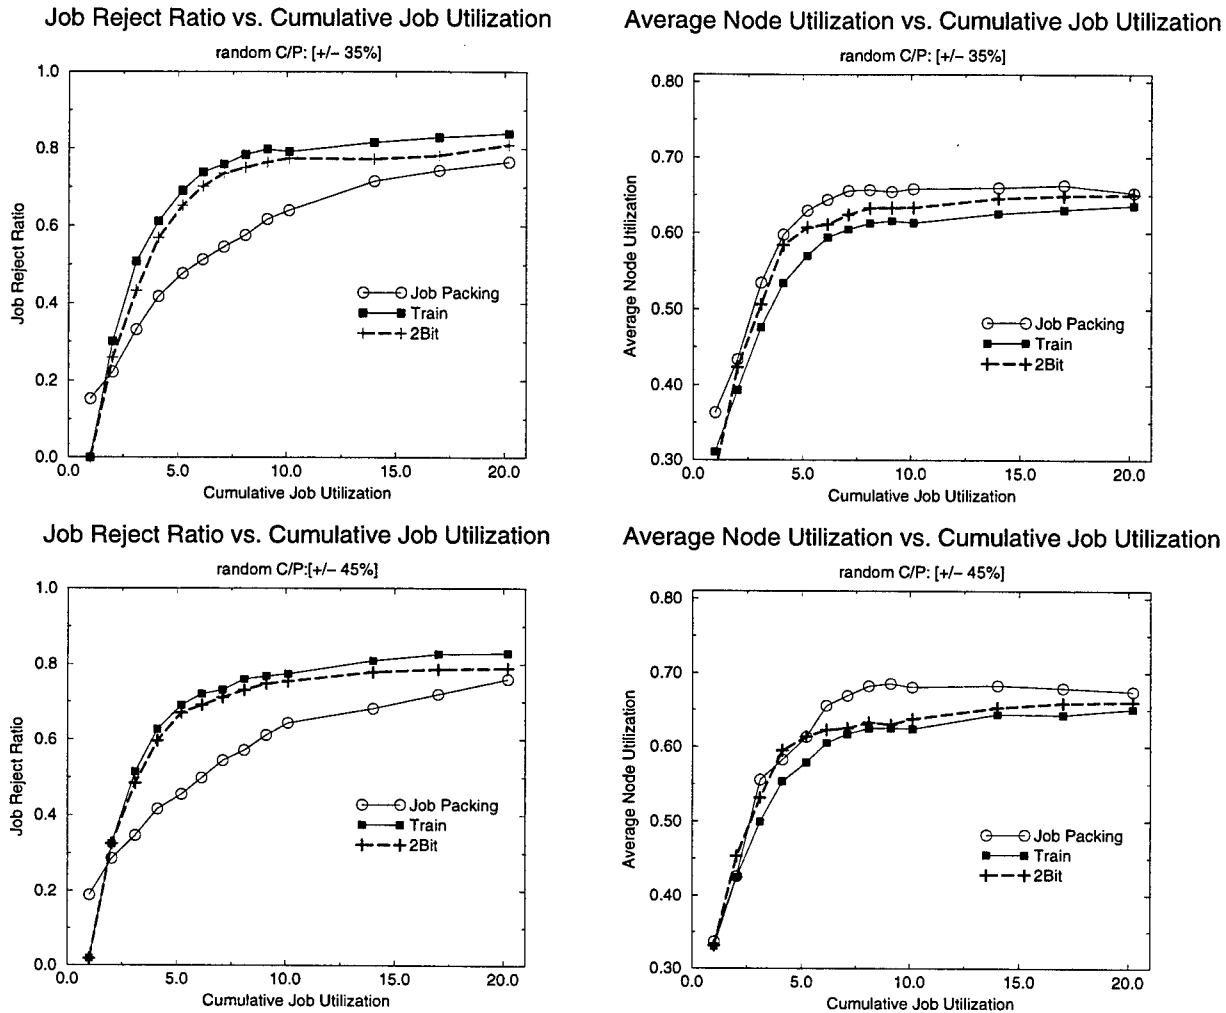 Job Reject Ratio vs. Cumulative Job Utilization
random C/P: [+/– 35%]
1.0
0.8
0.6
0.4
0.2
0.0
Job Reject Ratio
Job Packing
Train
2Bit
0.0 5.0 10.0 15.0 20.0
Cumulative Job Utilization
Average Node Utilization vs. Cumulative Job Utilization
random C/P: [+/– 35%]
0.80
0.70
0.60
0.50
0.40
0.30
Average Node Utilization
Job Packing
Train
2Bit
0.0 5.0 10.0 15.0 20.0
Cumulative Job Utilization
Job Reject Ratio vs. Cumulative Job Utilization
random C/P:[+/– 45%]
1.0
0.8
0.6
0.4
0.2
0.0
Job Reject Ratio
Job Packing
Train
2Bit
0.0 5.0 10.0 15.0 20.0
Cumulative Job Utilization
Average Node Utilization vs. Cumulative Job Utilization
random C/P: [+/– 45%]
0.80
0.70
0.60
0.50
0.40
0.30
Average Node Utilization
Job Packing
Train
2Bit
0.0 5.0 10.0 15.0 20.0
Cumulative Job Utilization